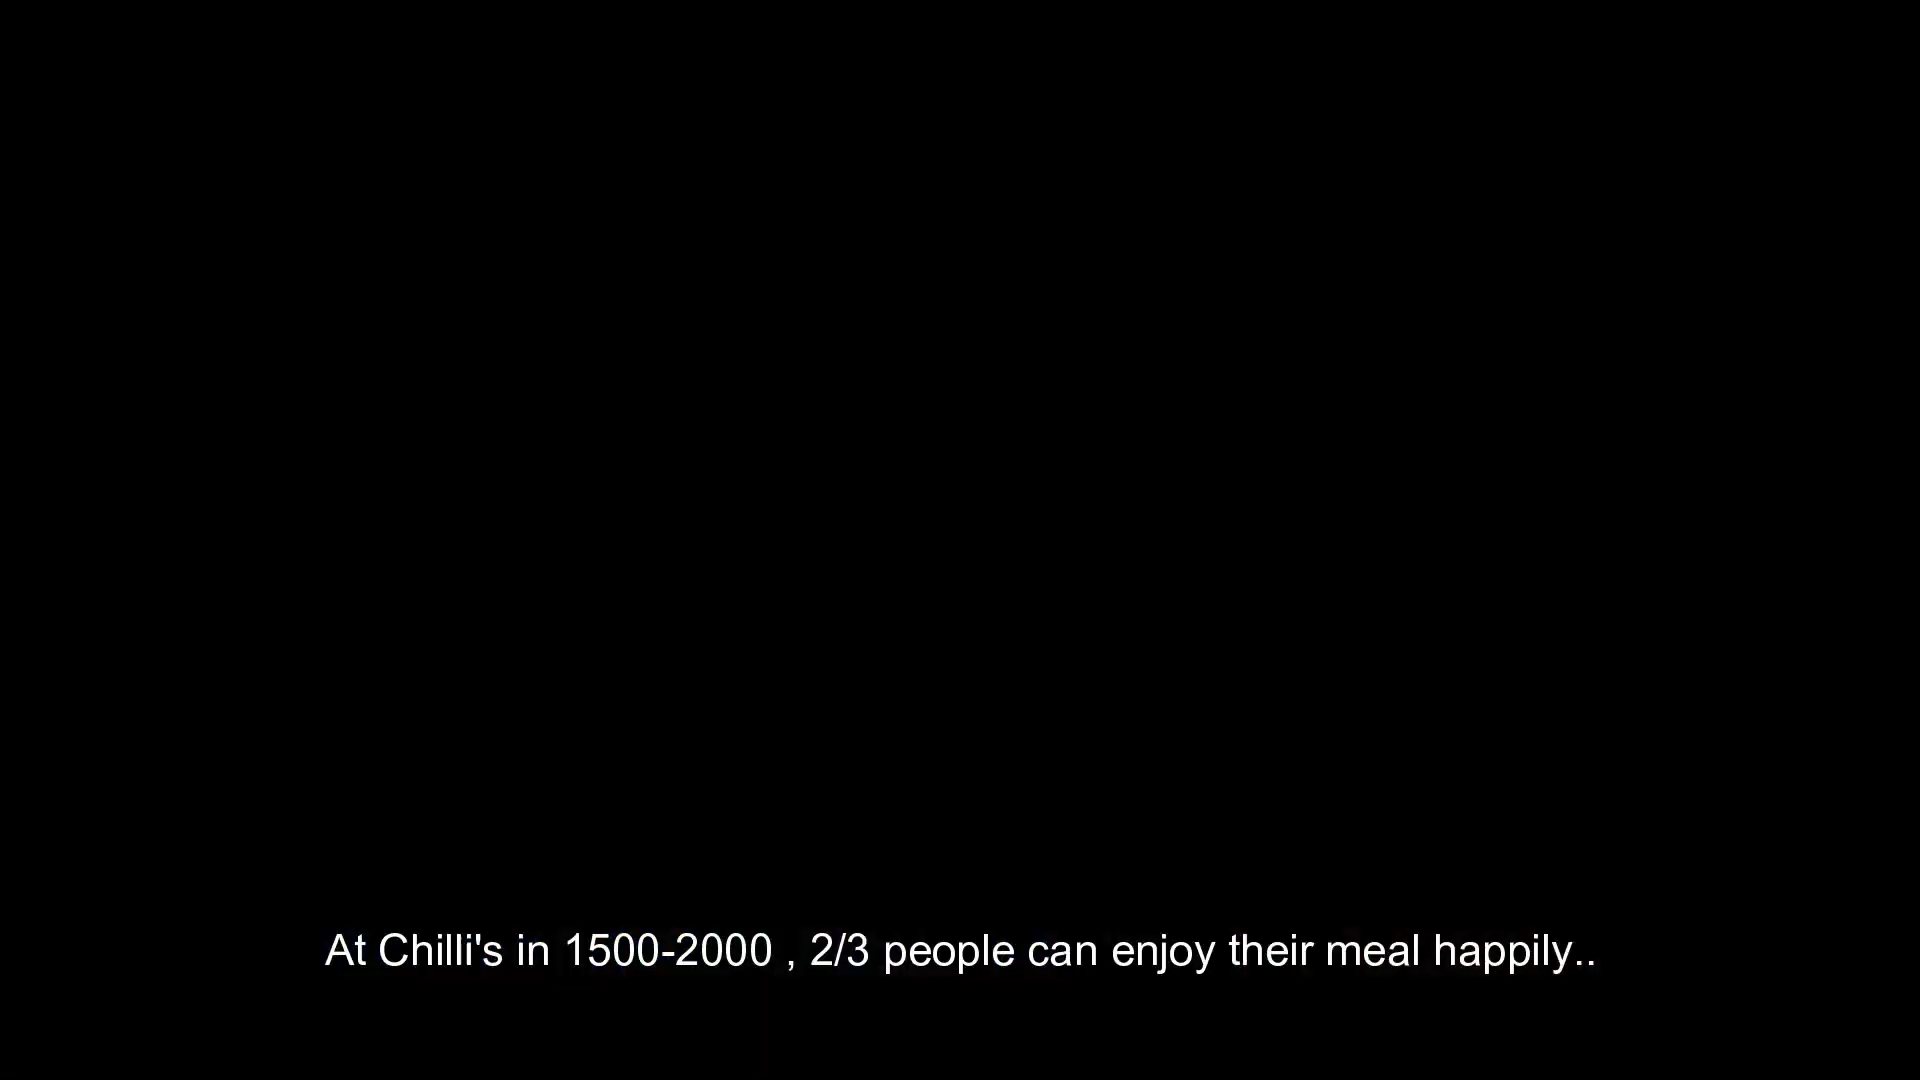 At Chilli's in 1500-2000 , 2/3 people can enjoy their meal happily..